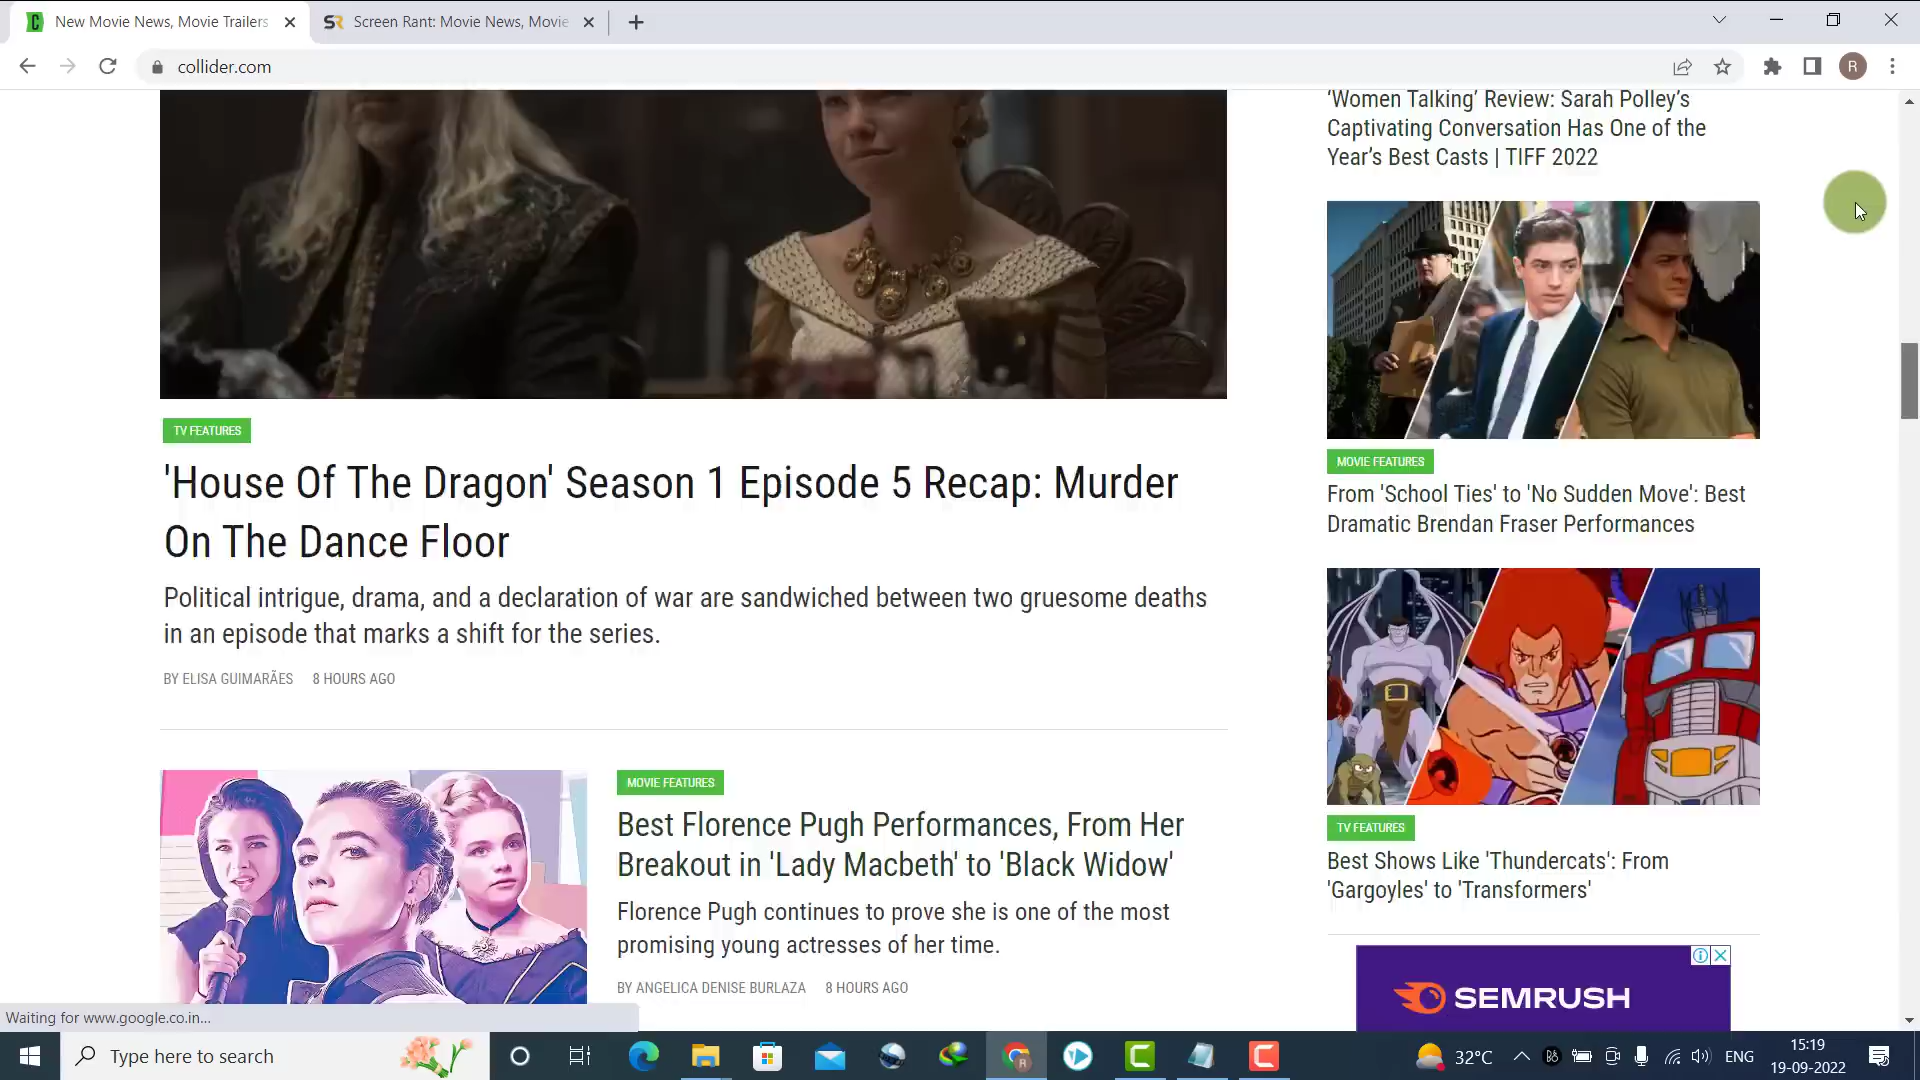 New Movie News, Movie Trailers
Screen Rant: Movie News, Movie
collider.com
R
'Women Talking' Review: Sarah Polley's
Captivating Conversation Has One of the
Year's Best Casts | TIFF 2022
MOVIE FEATURES
From 'School Ties' to 'No Sudden Move': Best
Dramatic Brendan Fraser Performances
TV FEATURES
Best Shows Like 'Thundercats': From
'Gargoyles' to 'Transformers'
SEMRUSH
TV FEATURES
'House Of The Dragon' Season 1 Episode 5 Recap: Murder
On The Dance Floor
Political intrigue, drama, and a declaration of war are sandwiched between two gruesome deaths
in an episode that marks a shift for the series.
BY ELISA GUIMARÃES 8 HOURS AGO
MOVIE FEATURES
Best Florence Pugh Performances, From Her
Breakout in 'Lady Macbeth' to 'Black Widow'
Florence Pugh continues to prove she is one of the most
promising young actresses of her time.
BY ANGELICA DENISE BURLAZA 8 HOURS AGO
Waiting for www.google.co.in...
Type here to search
32°C
ENG
15:19
19-09-2022